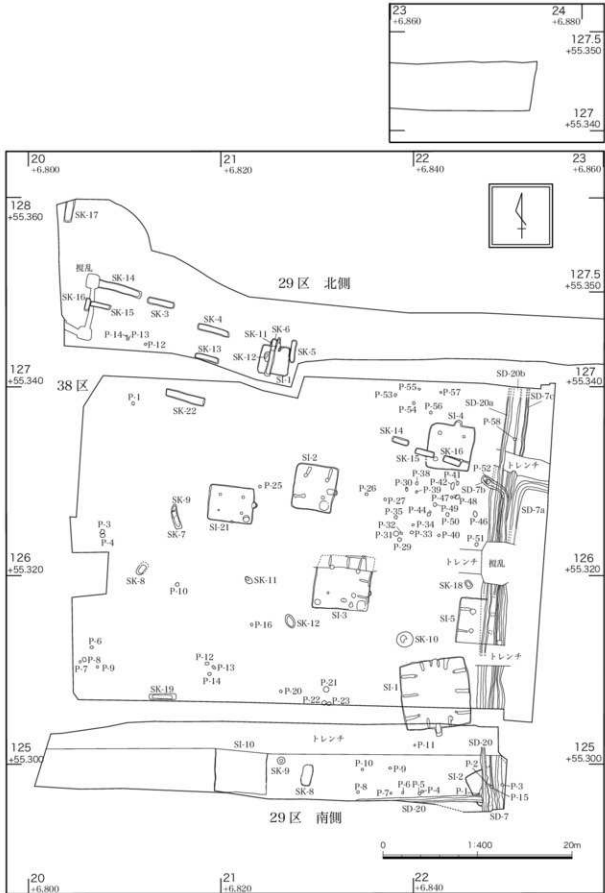 23
+6.860
24
+6.880
127.5
+55.350
127
+55.340
20
+6.800
21
+6.820
22
+6.840
23
+6.860
128
+55.360
SK-17
攪乱
SK-14
SK-16
SK-15
SK-3
P-14
P-13
P-12
SK-4
SK-13
29区 北側
SK-6
SK-11
SK-12
SK-5
SI-1
127.5
+55.350
127
+55.340
38区
127
+55.340
P-1
SK-22
P-55
P-53
P-57
P-54
P-56
SI-4
SK-14
SK-15
SK-16
SD-20b
SD-20a
SD-7c
P-58
トレンチ
P-52
SD-7b
SD-7a
SI-2
P-25
SI-21
SK-9
SK-7
P-26
P-38
P-41
P-30
P-42
P-39
P-27
P-47
P-48
P-35
P-49
P-44
P-50
P-46
P-32
P-34
P-31
P-33
P-40
P-29
P-51
P-3
P-4
126
+55.320
126
+55.320
SK-8
P-10
SK-11
SI-3
トレンチ
攪乱
SK-18
SI-5
P-16
SK-12
SK-10
トレンチ
P-6
P-8
P-7
P-9
P-12
P-13
P-14
SK-19
P-20
P-21
P-22
P-23
SI-1
125
+55.300
125
+55.300
トレンチ
SI-10
P-11
SD-20
SK-9
SK-8
P-10
P-9
P-2
SI-2
P-3
P-8
P-7
P-6
P-5
P-4
P-1
P-15
SD-20
SD-7
29区 南側
0
1:400
20m
20
+6.800
21
+6.820
22
+6.840